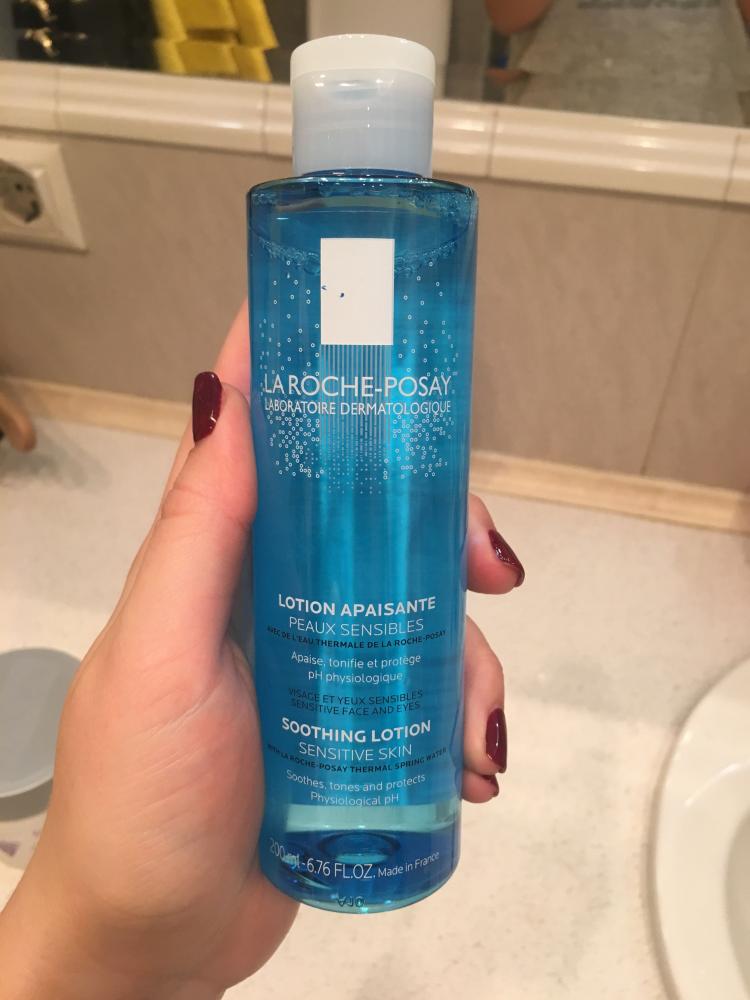 LA ROCHE-POSAY
LABORATOIRE DERMATOLOGIQUE
LOTION APAISANTE
PEAUX SENSIBLES
AVEC DE L'EAU THERMALE DE LA ROCHE-POSAY
Apaise, tonifie et protège
pH physiologique
VISAGE ET YEUX SENSIBLES
SENSITIVE FACE AND EYES
SOOTHING LOTION
SENSITIVE SKIN
WITH LA ROCHE-POSAY THERMAL SPRING WATER
Soothes, tones and protects
Physiological pH
200 ml - 6.76 FL.OZ. Made in France